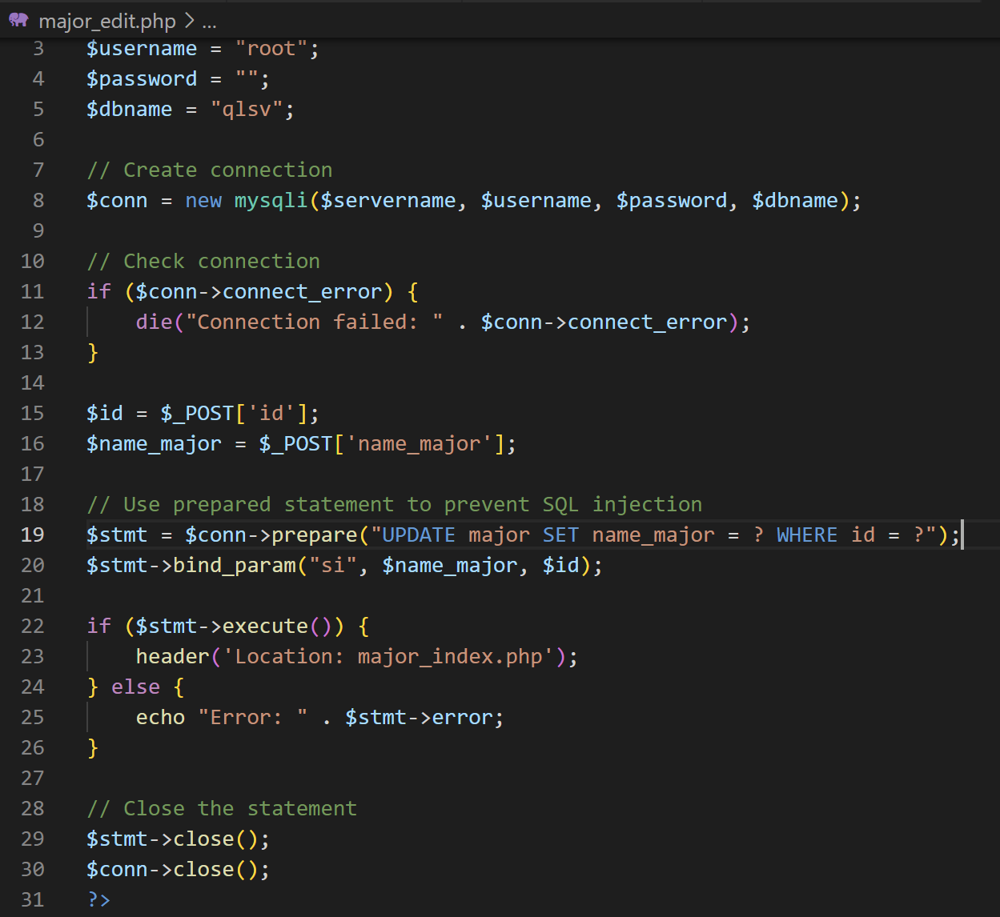 major_edit.php > ...
3 $username = "root";
4 $password = "";
5 $dbname = "qlsv";
6
7 // Create connection
8 $conn = new mysqli($servername, $username, $password, $dbname);
9
10 // Check connection
11 if ($conn->connect_error) {
12     die("Connection failed: " . $conn->connect_error);
13 }
14
15 $id = $_POST['id'];
16 $name_major = $_POST['name_major'];
17
18 // Use prepared statement to prevent SQL injection
19 $stmt = $conn->prepare("UPDATE major SET name_major = ? WHERE id = ?");
20 $stmt->bind_param("si", $name_major, $id);
21
22 if ($stmt->execute()) {
23     header('Location: major_index.php');
24 } else {
25     echo "Error: " . $stmt->error;
26 }
27
28 // Close the statement
29 $stmt->close();
30 $conn->close();
31 ?>